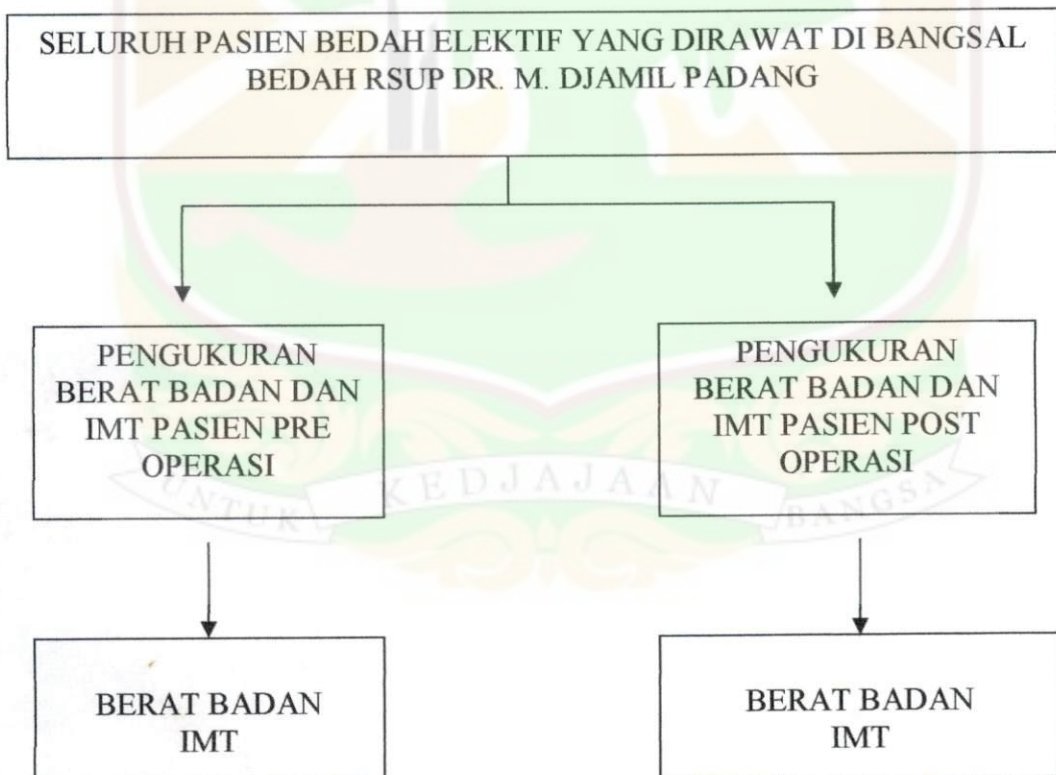 SELURUH PASIEN BEDAH ELEKTIF YANG DIRAWAT DI BANGSAL
BEDAH RSUP DR. M. DJAMIL PADANG
PENGUKURAN
BERAT BADAN DAN
IMT PASIEN PRE
OPERASI
PENGUKURAN
BERAT BADAN DAN
IMT PASIEN POST
OPERASI
UNTUK KEDJAJAAN BANGSA
BERAT BADAN
IMT
BERAT BADAN
IMT